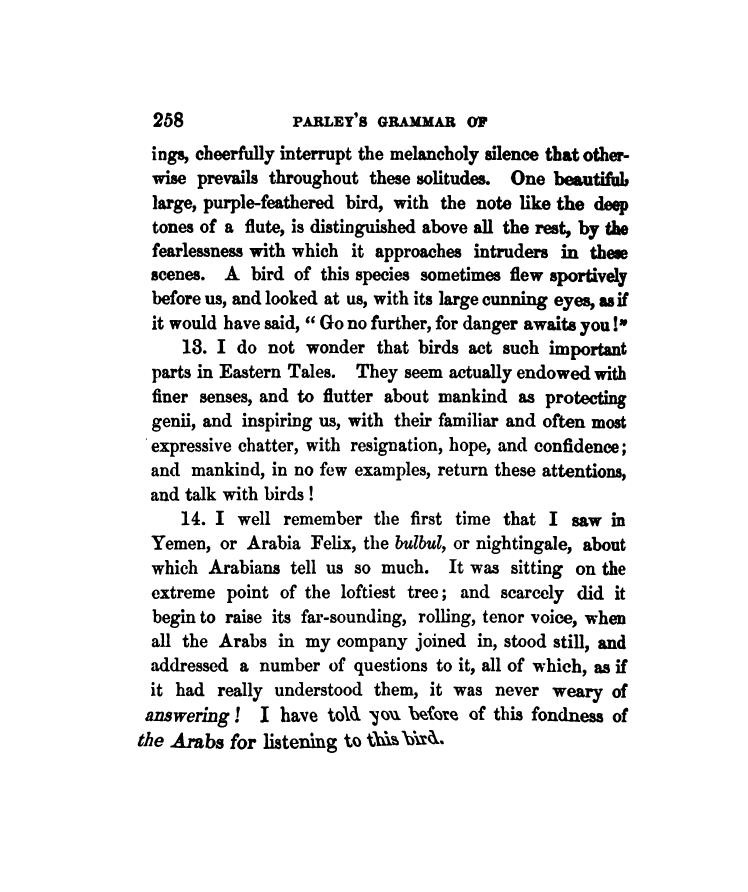 258 PARLEY'S GRAMMAR OF
ings, cheerfully interrupt the melancholy silence that other-
wise prevails throughout these solitudes. One beautiful,
large, purple-feathered bird, with the note like the deep
tones of a flute, is distinguished above all the rest, by the
fearlessness with which it approaches intruders in these
scenes. A bird of this species sometimes flew sportively
before us, and looked at us, with its large cunning eyes, as if
it would have said, “ Go no further, for danger awaits you !”
13. I do not wonder that birds act such important
parts in Eastern Tales. They seem actually endowed with
finer senses, and to flutter about mankind as protecting
genii, and inspiring us, with their familiar and often most
expressive chatter, with resignation, hope, and confidence;
and mankind, in no few examples, return these attentions,
and talk with birds !
14. I well remember the first time that I saw in
Yemen, or Arabia Felix, the bulbul, or nightingale, about
which Arabians tell us so much. It was sitting on the
extreme point of the loftiest tree; and scarcely did it
begin to raise its far-sounding, rolling, tenor voice, when
all the Arabs in my company joined in, stood still, and
addressed a number of questions to it, all of which, as if
it had really understood them, it was never weary of
answering ! I have told you before of this fondness of
the Arabs for listening to this bird.